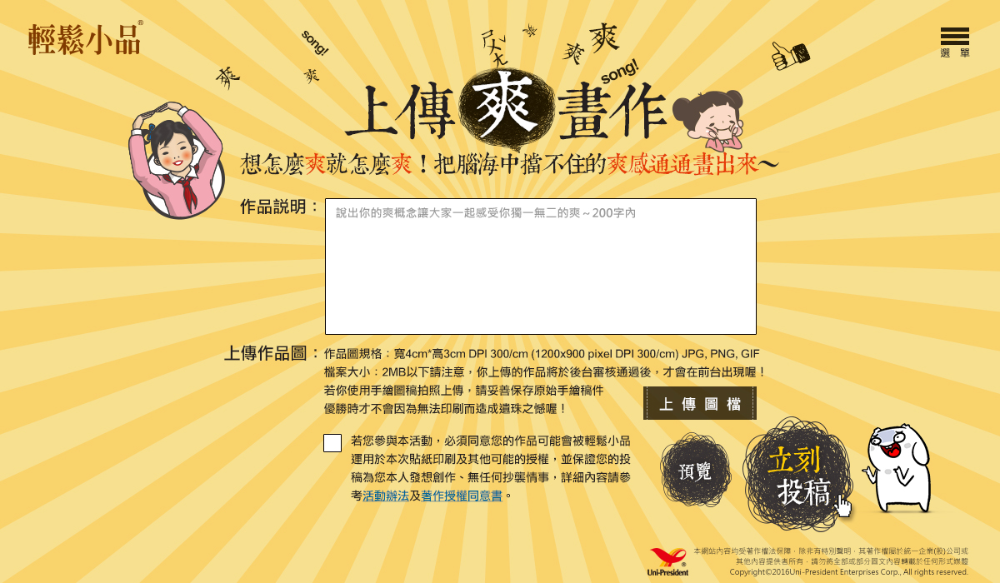 輕鬆小品®
選 單
song!
爽
爽
ㄕㄨㄤ
爽
爽
爽
song!
上傳爽畫作
想怎麼爽就怎麼爽！把腦海中擋不住的爽感通通畫出來～
作品説明：
說出你的爽概念讓大家一起感受你獨一無二的爽～200字內
上傳作品圖：
作品圖規格：寬4cm*高3cm DPI 300/cm (1200x900 pixel DPI 300/cm) JPG, PNG, GIF
檔案大小：2MB以下請注意，你上傳的作品將於後台審核通過後，才會在前台出現喔！
若你使用手繪圖稿拍照上傳，請妥善保存原始手繪稿件
優勝時才不會因為無法印刷而造成遺珠之憾喔！
上傳圖檔
若您參與本活動，必須同意您的作品可能會被輕鬆小品
運用於本次貼紙印刷及其他可能的授權，並保證您的投
稿為您本人發想創作、無任何抄襲情事，詳細內容請參
考活動辦法及著作授權同意書。
預覽
立刻
投稿
Uni-President
本網站內容均受著作權法保障．除非有特別聲明．其著作權屬於統一企業(股)公司或
其他內容提供者所有．請勿將全部或部分圖文內容轉載於任何形式媒體
Copyright©2016Uni-President Enterprises Corp., All rights reserved.